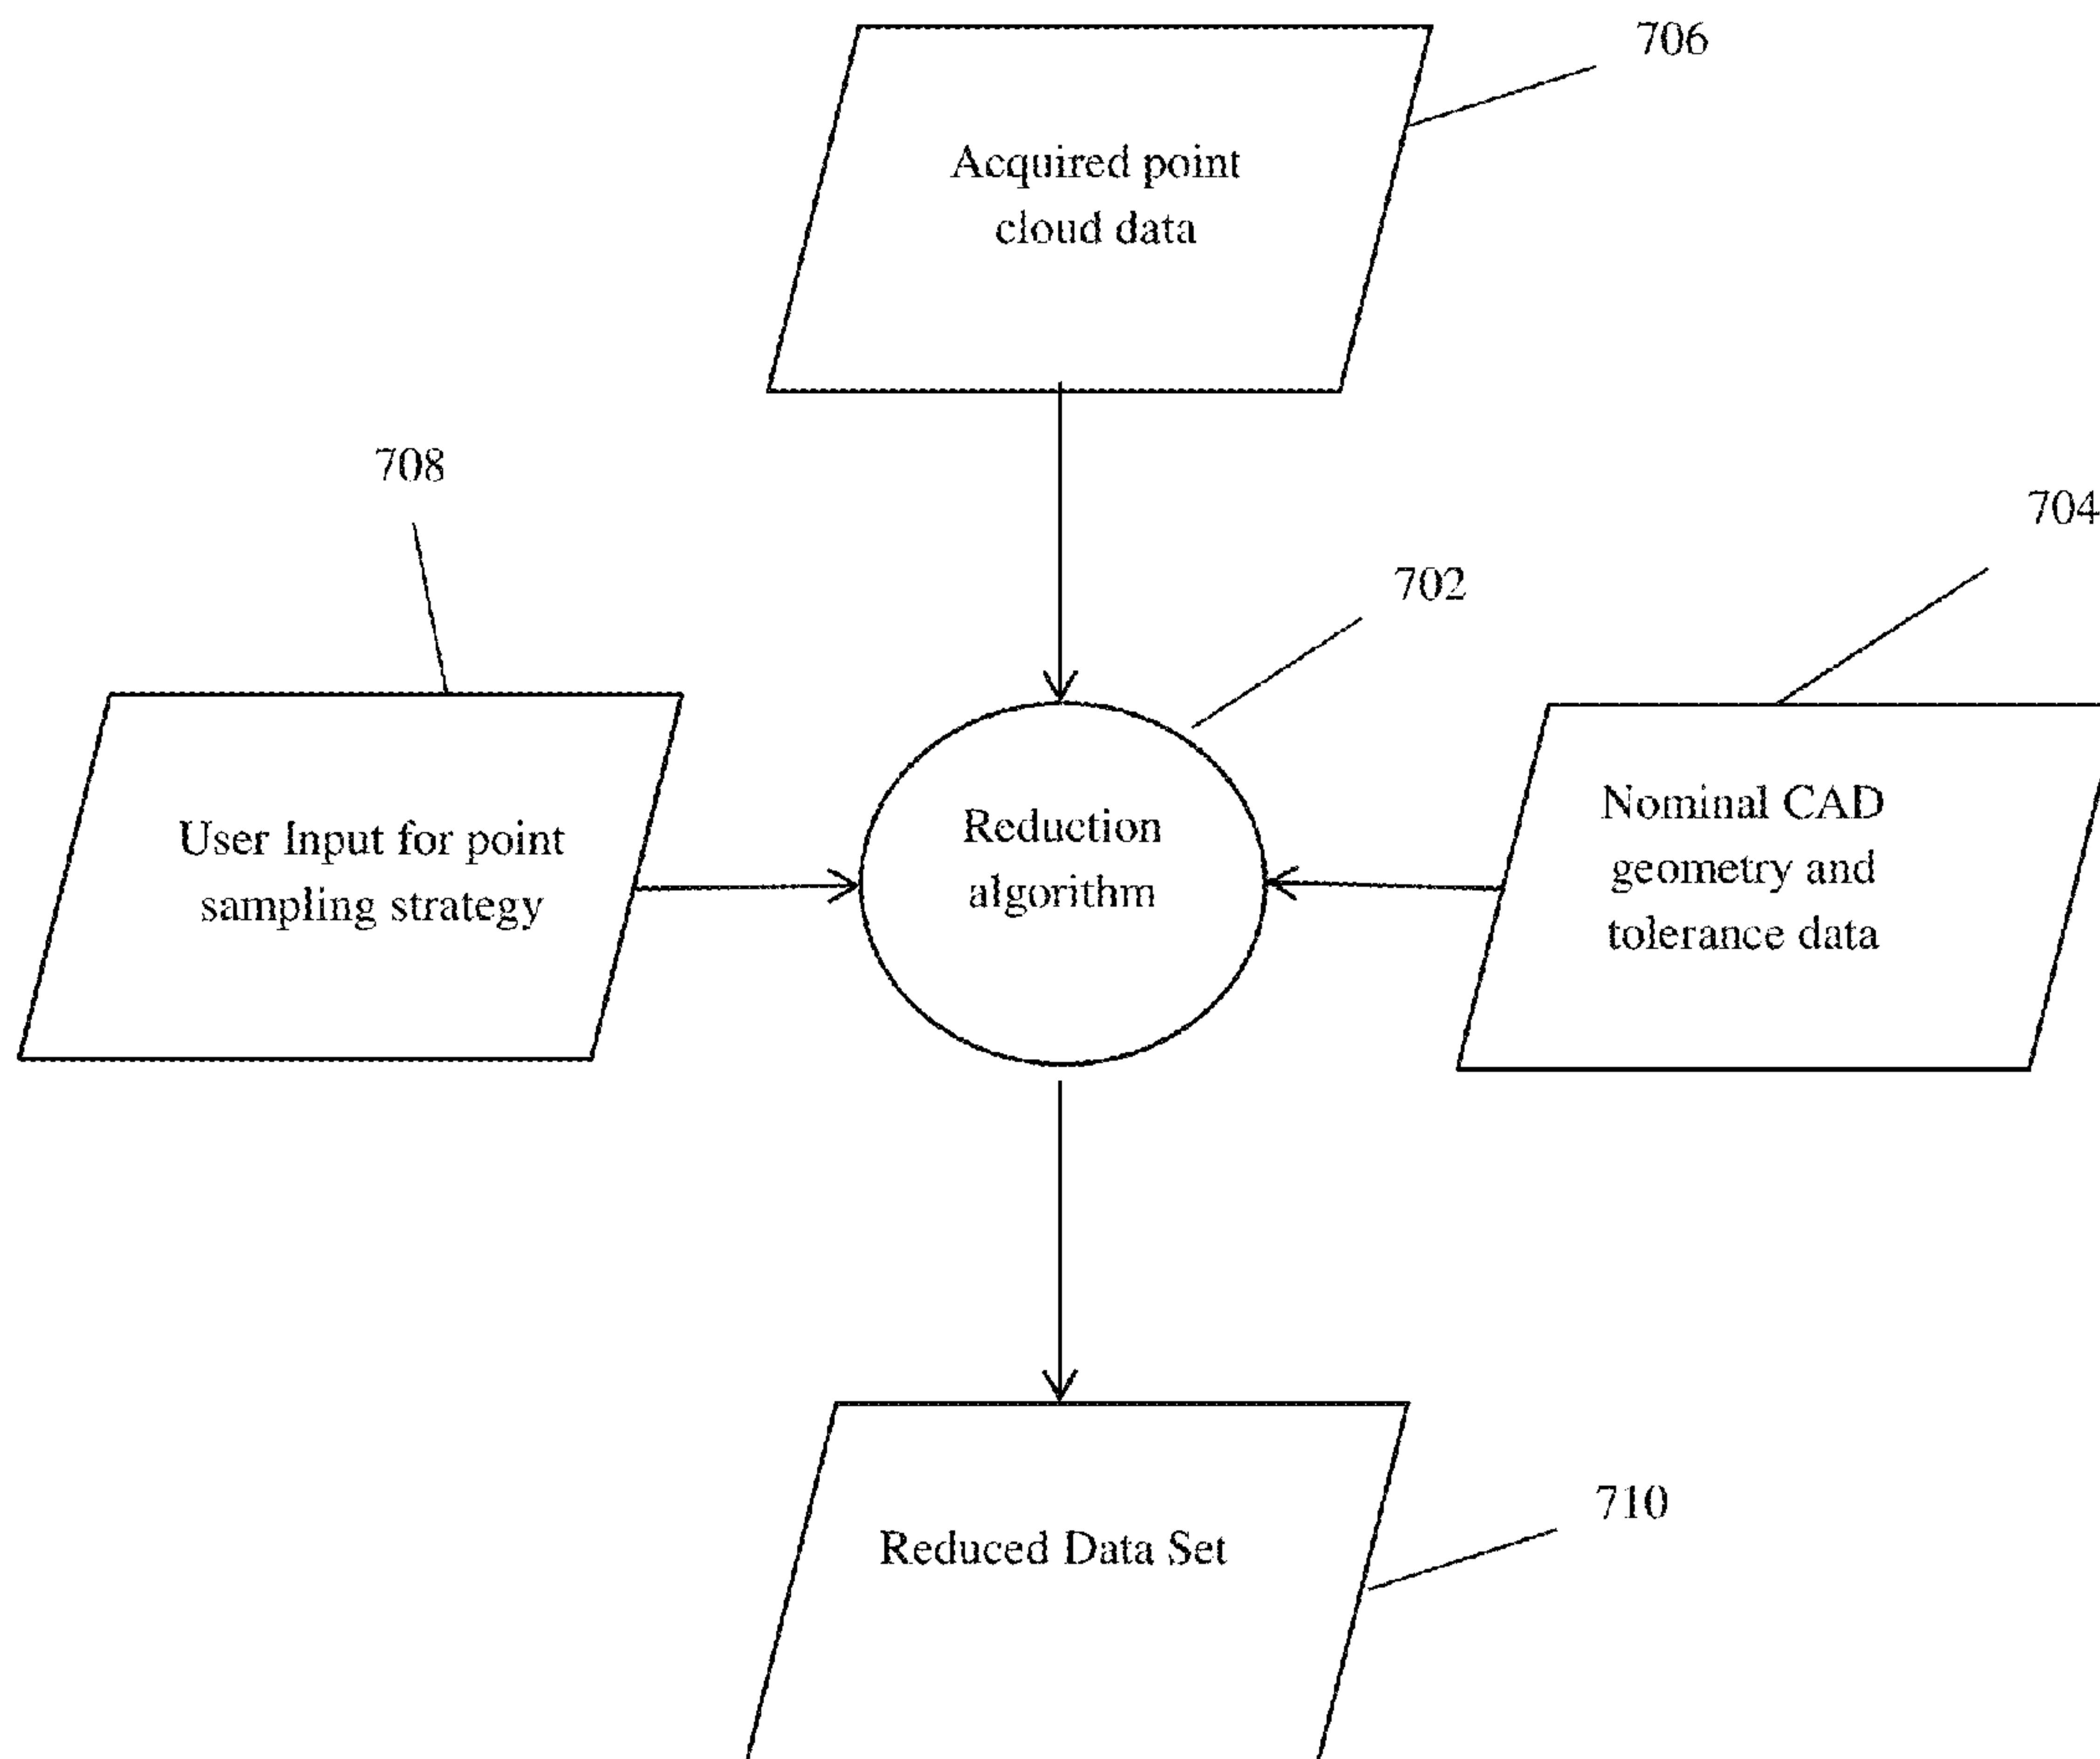 706
Acquired point
cloud data
708
704
702
User Input for point
sampling strategy
Reduction
algorithm
Nominal CAD
geometry and
tolerance data
710
Reduced Data Set